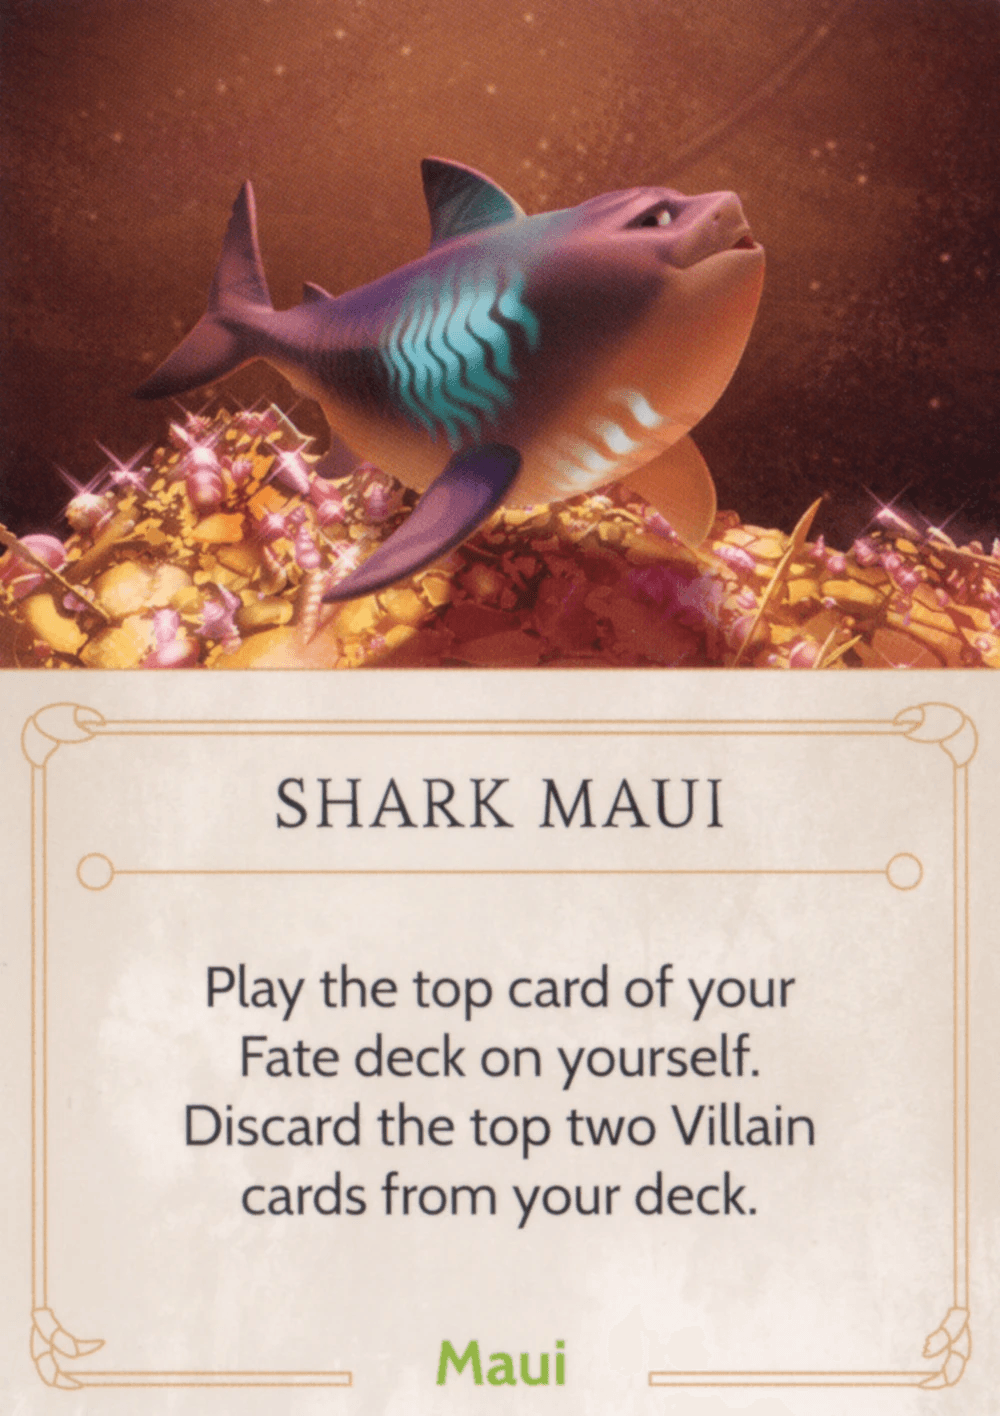 SHARK MAUI
Play the top card of your
Fate deck on yourself.
Discard the top two Villain
cards from your deck.
Maui